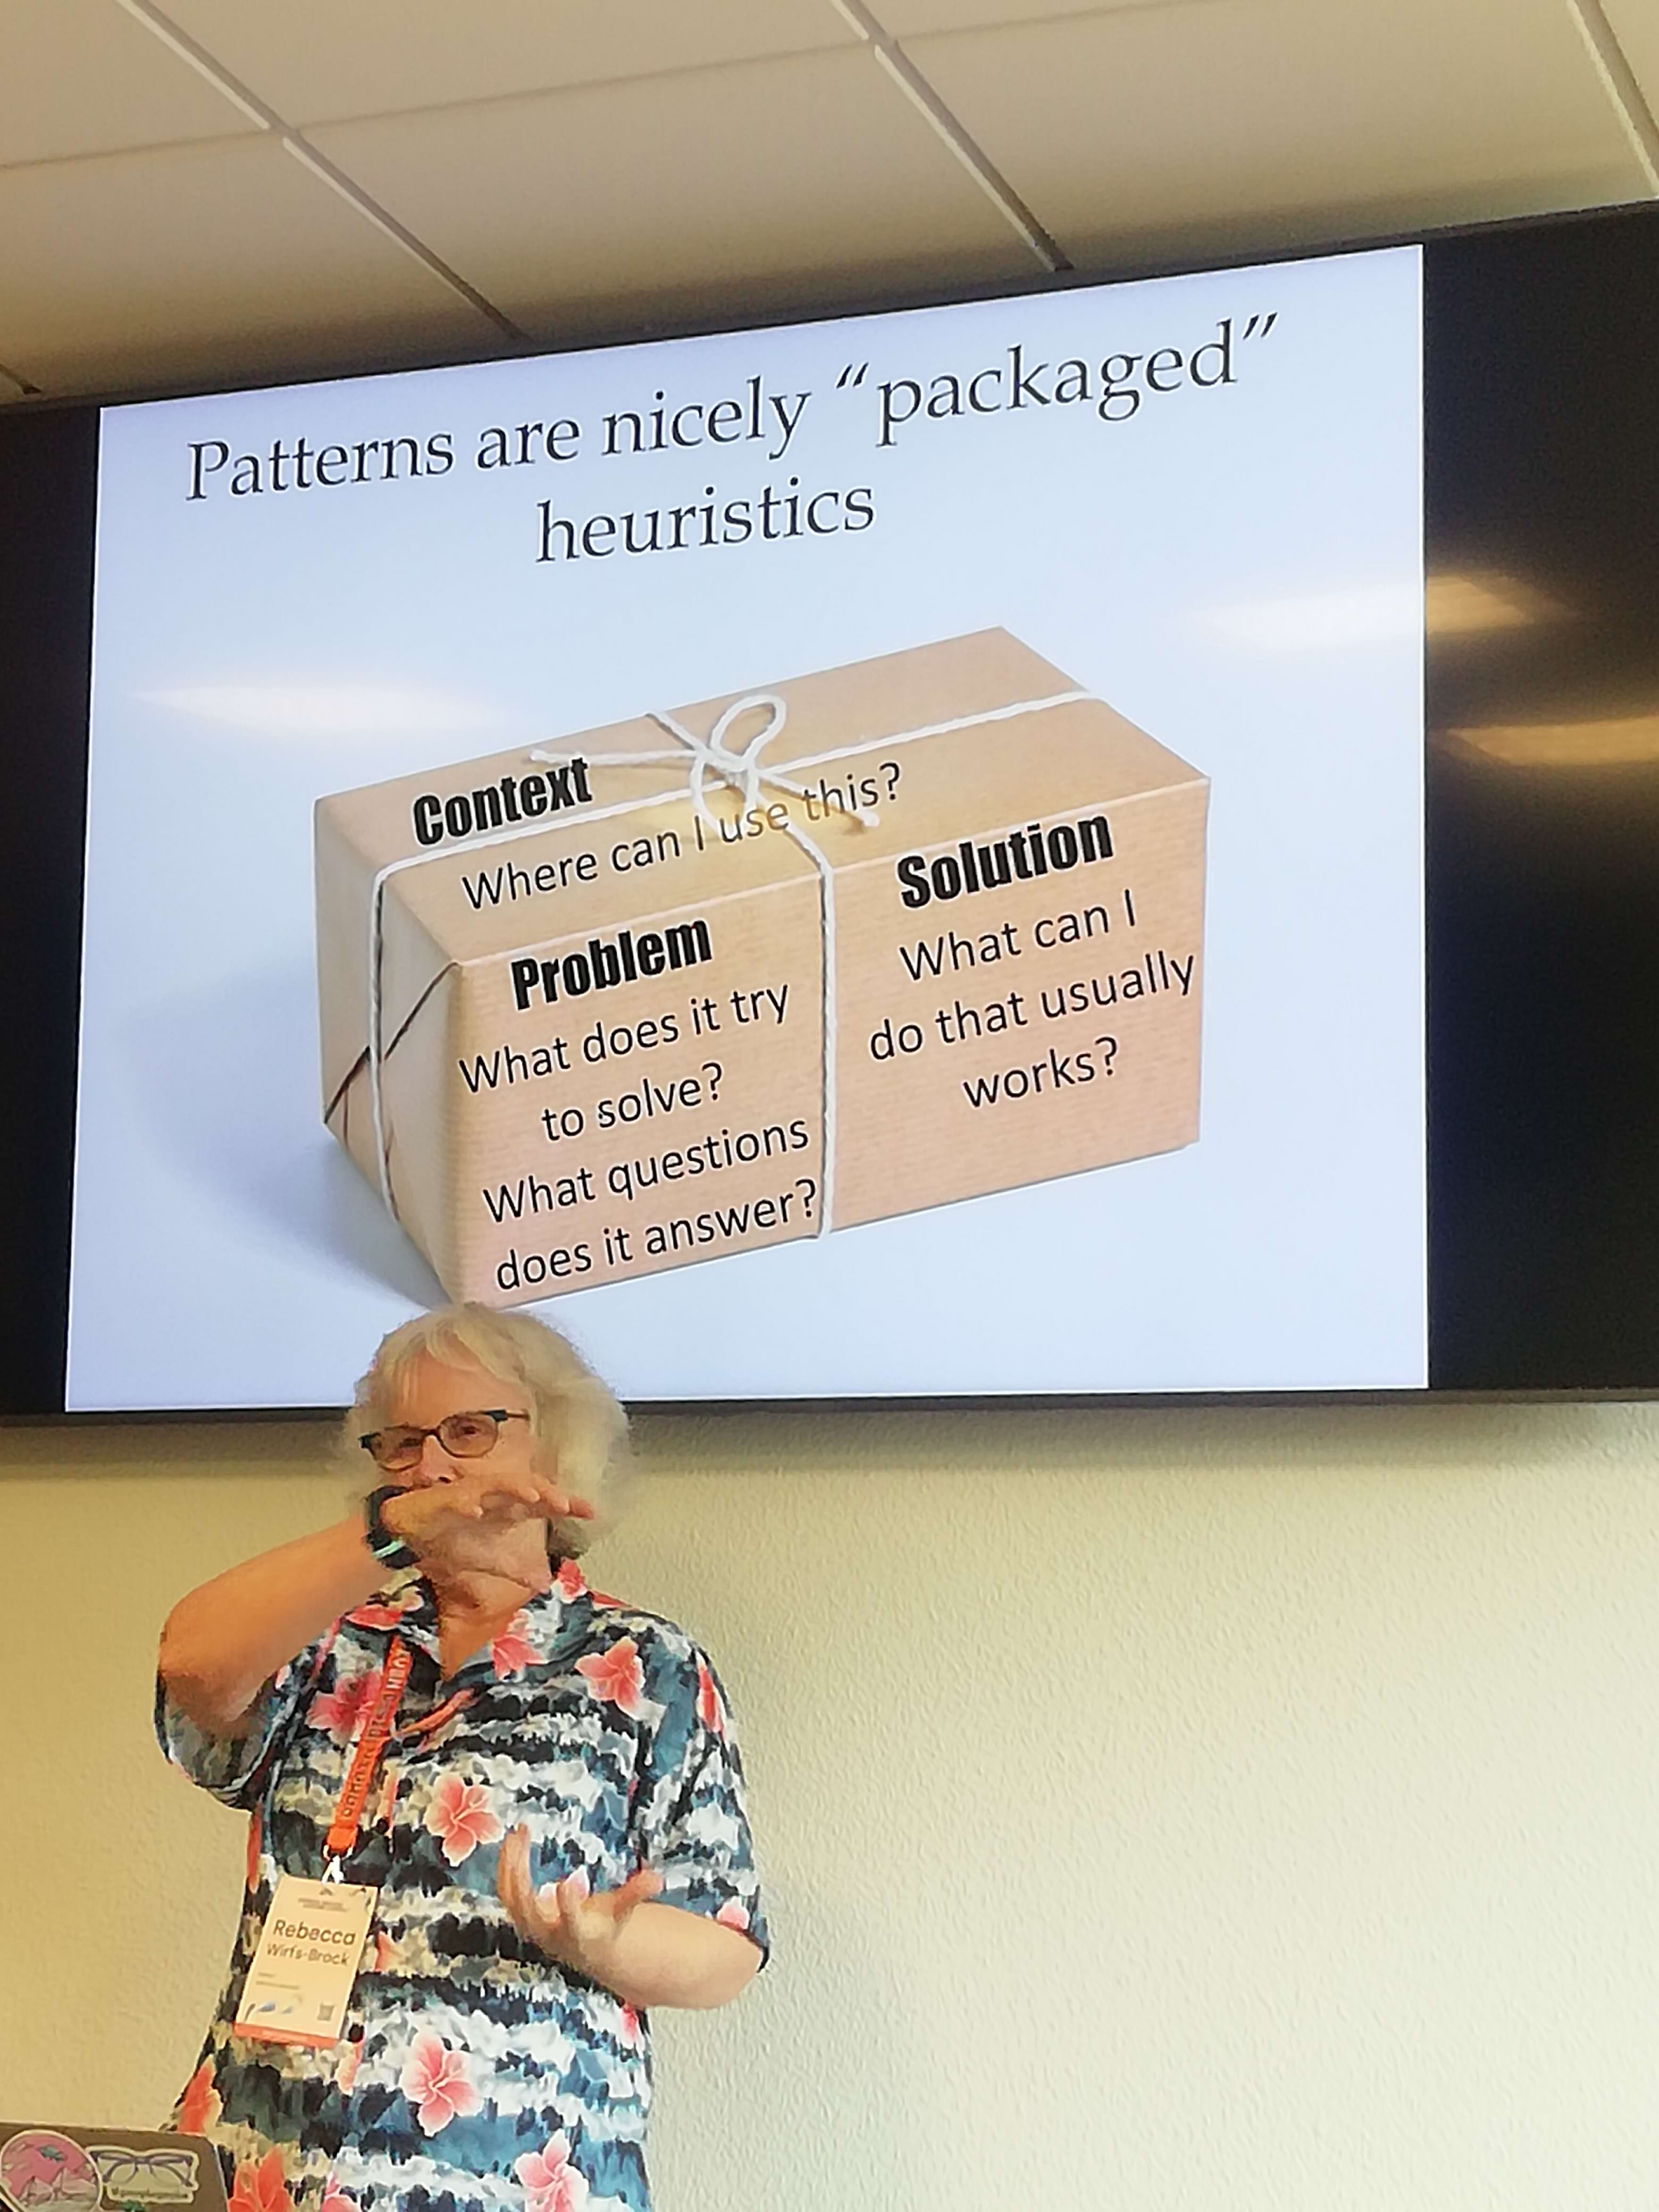 Patterns are nicely “packaged”
heuristics
Context
Where can I use this?
Problem
What does it try
to solve?
What questions
does it answer?
Solution
What can I
do that usually
works?
Rebecca
Wirfs-Brock